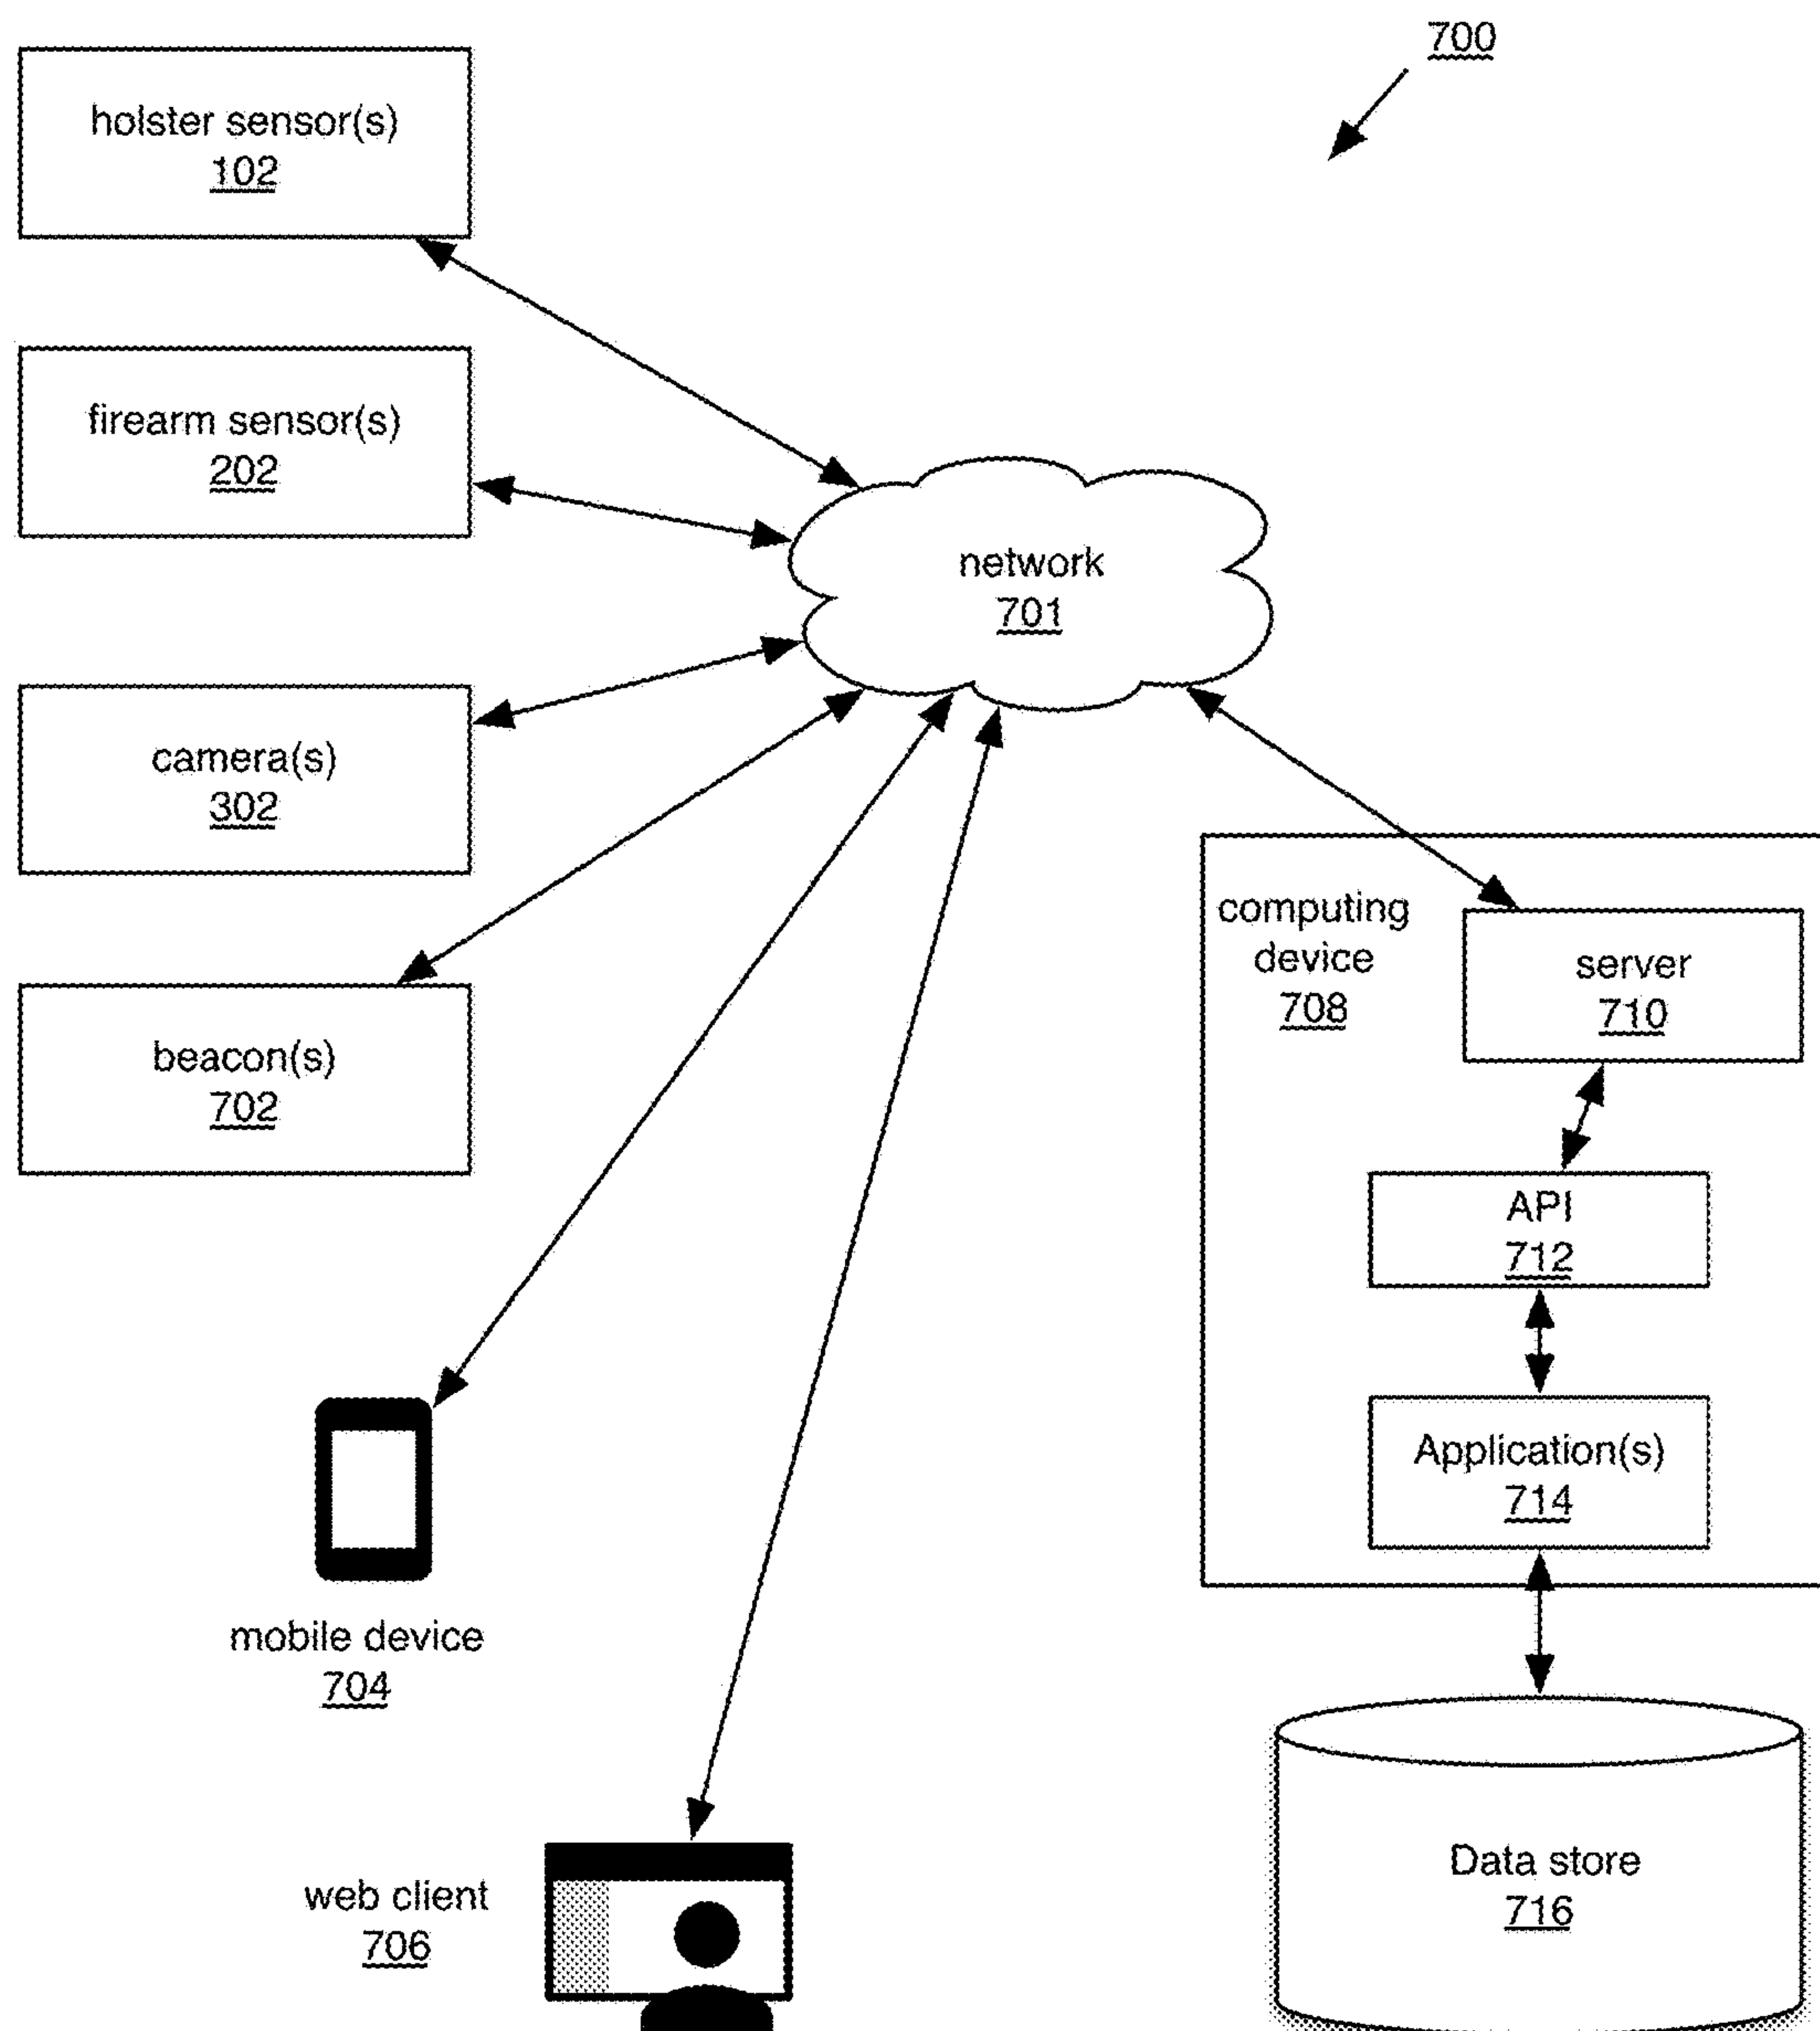 700
holster sensor(s)
102
firearm sensor(s)
202
network
701
camera(s)
302
computing
device
708
server
710
beacon(s)
702
API
712
Application(s)
714
mobile device
704
web client
706
Data store
716